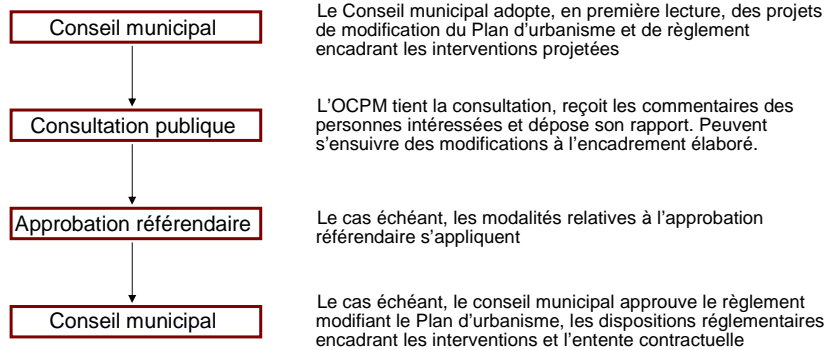 Conseil municipal
Le Conseil municipal adopte, en première lecture, des projets
de modification du Plan d'urbanisme et de règlement
encadrant les interventions projetées
Consultation publique
L'OCPM tient la consultation, reçoit les commentaires des
personnes intéressées et dépose son rapport. Peuvent
s'ensuivre des modifications à l'encadrement élaboré.
Approbation référendaire
Le cas échéant, les modalités relatives à l'approbation
référendaire s'appliquent
Conseil municipal
Le cas échéant, le conseil municipal approuve le règlement
modifiant le Plan d'urbanisme, les dispositions réglementaires
encadrant les interventions et l'entente contractuelle